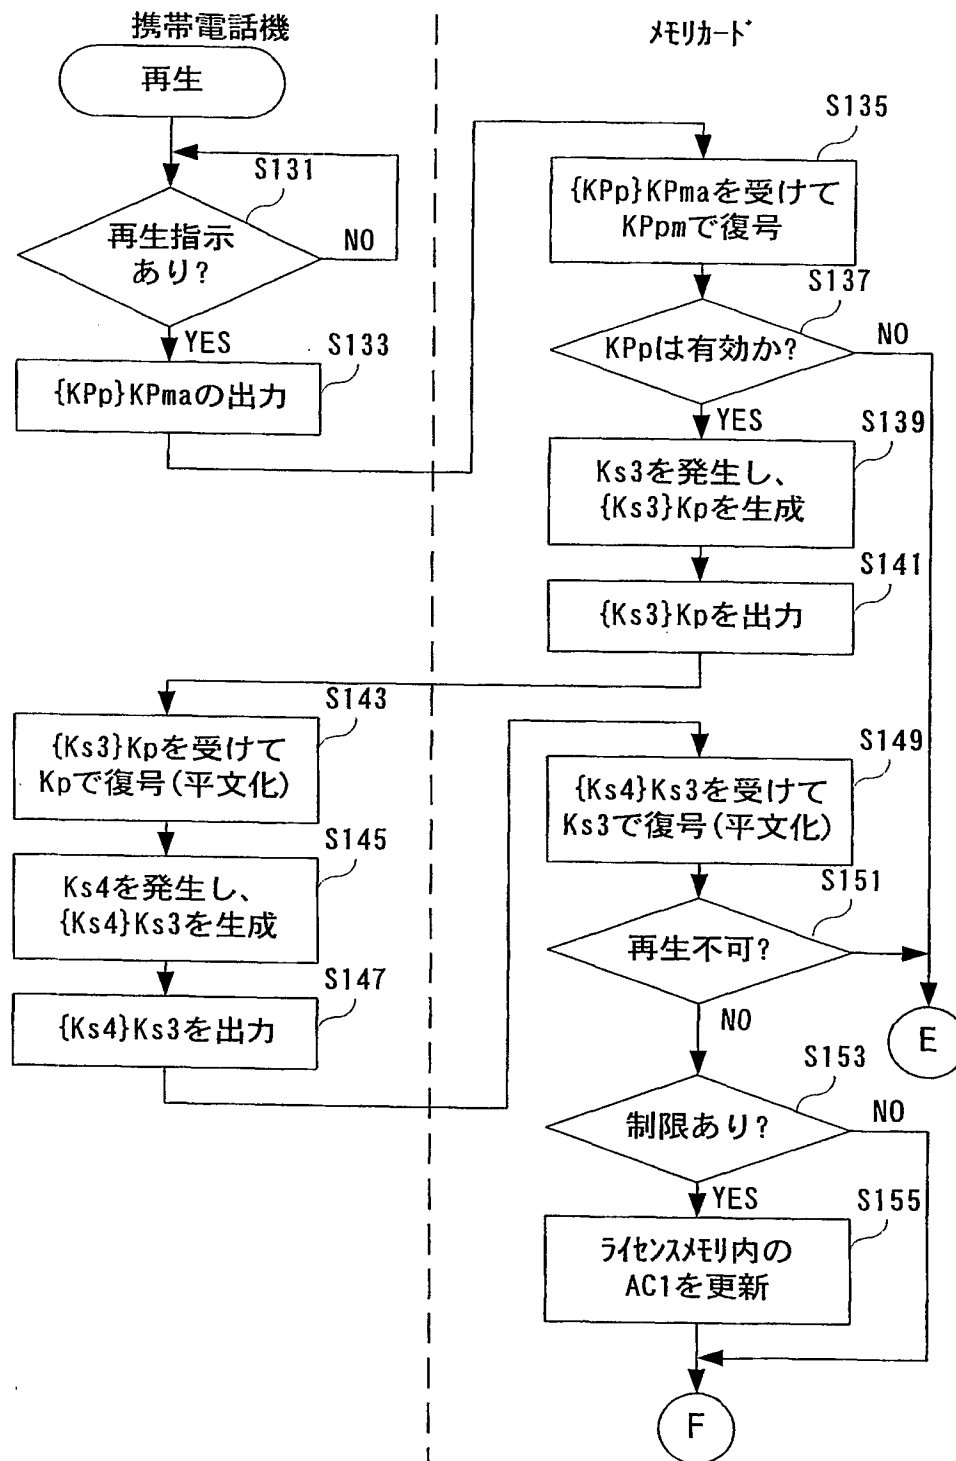 携帯電話機
再生
S131
再生指示
あり?
NO
YES
S133
{KPp}KPmaの出力
S143
{Ks3}Kpを受けて
Kpで復号(平文化)
S145
Ks4を発生し、
{Ks4}Ks3を生成
S147
{Ks4}Ks3を出力
ﾒﾓﾘｶｰﾄﾞ
S135
{KPp}KPmaを受けて
KPpmで復号
S137
KPpは有効か?
NO
YES
S139
Ks3を発生し、
{Ks3}Kpを生成
S141
{Ks3}Kpを出力
S149
{Ks4}Ks3を受けて
Ks3で復号(平文化)
S151
再生不可?
NO
E
S153
制限あり?
NO
YES
S155
ﾗｲｾﾝｽﾒﾓﾘ内の
AC1を更新
F